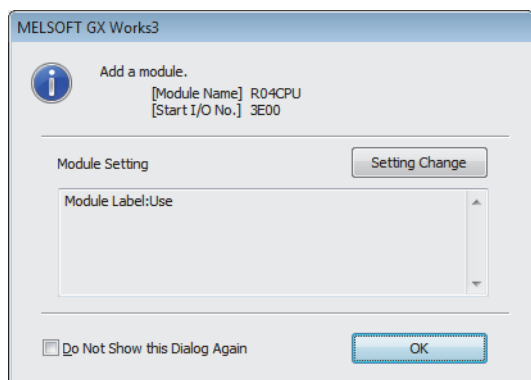 MELSOFT GX Works3
Add a module.
[Module Name] R04CPU
[Start I/O No.] 3E00
Module Setting
Setting Change
Module Label:Use
Do Not Show this Dialog Again
OK